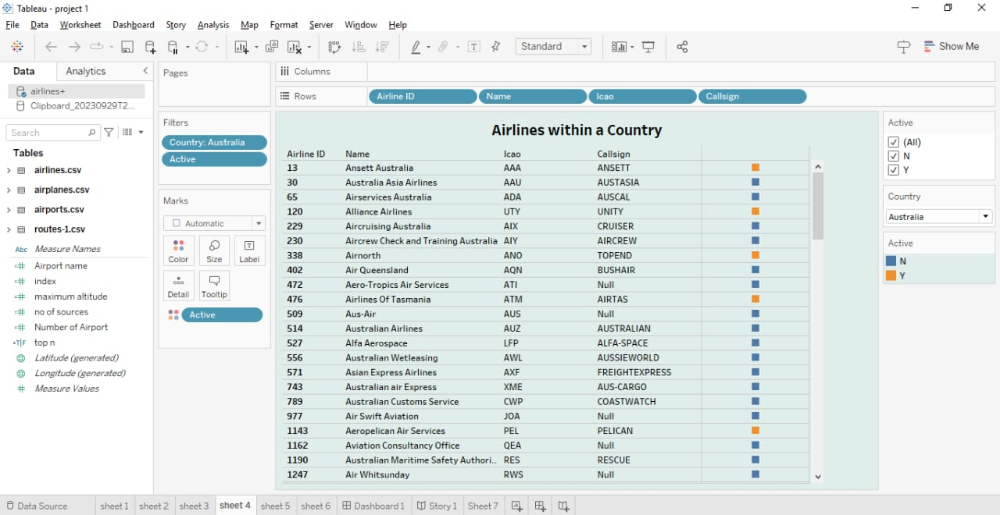 Tableau - project 1
File Data Worksheet Dashboard Story Analysis Map Format Server Window Help
Standard
Show Me
Data Analytics
airlines+
Clipboard_20230929T2...
Search
Tables
airlines.csv
airplanes.csv
airports.csv
routes-1.csv
Abc Measure Names
Airport name
index
maximum altitude
no of sources
Number of Airport
=T|F top n
Latitude (generated)
Longitude (generated)
Measure Values
Pages
Filters
Country: Australia
Active
Marks
Automatic
Color Size Label
Detail Tooltip
Active
Columns
Rows Airline ID Name Icao Callsign
Airlines within a Country
Airline ID Name Icao Callsign
13 Ansett Australia AAA ANSETT
30 Australia Asia Airlines AAU AUSTASIA
65 Airservices Australia ADA AUSCAL
120 Alliance Airlines UTY UNITY
229 Aircruising Australia AIX CRUISER
230 Aircrew Check and Training Australia AIY AIRCREW
338 Airnorth ANO TOPEND
402 Air Queensland AQN BUSHAIR
472 Aero-Tropics Air Services ATI Null
476 Airlines Of Tasmania ATM AIRTAS
509 Aus-Air AUS Null
514 Australian Airlines AUZ AUSTRALIAN
527 Alfa Aerospace LFP ALFA-SPACE
556 Australian Wetleasing AWL AUSSIEWORLD
571 Asian Express Airlines AXF FREIGHTEXPRESS
743 Australian air Express XME AUS-CARGO
789 Australian Customs Service CWP COASTWATCH
977 Air Swift Aviation JOA Null
1143 Aeropelican Air Services PEL PELICAN
1162 Aviation Consultancy Office QEA Null
1190 Australian Maritime Safety Authori.. RES RESCUE
1247 Air Whitsunday RWS Null
Active
(All)
N
Y
Country
Australia
Active
N
Y
Data Source sheet 1 sheet 2 sheet 3 sheet 4 sheet 5 sheet 6 Dashboard 1 Story 1 Sheet 7